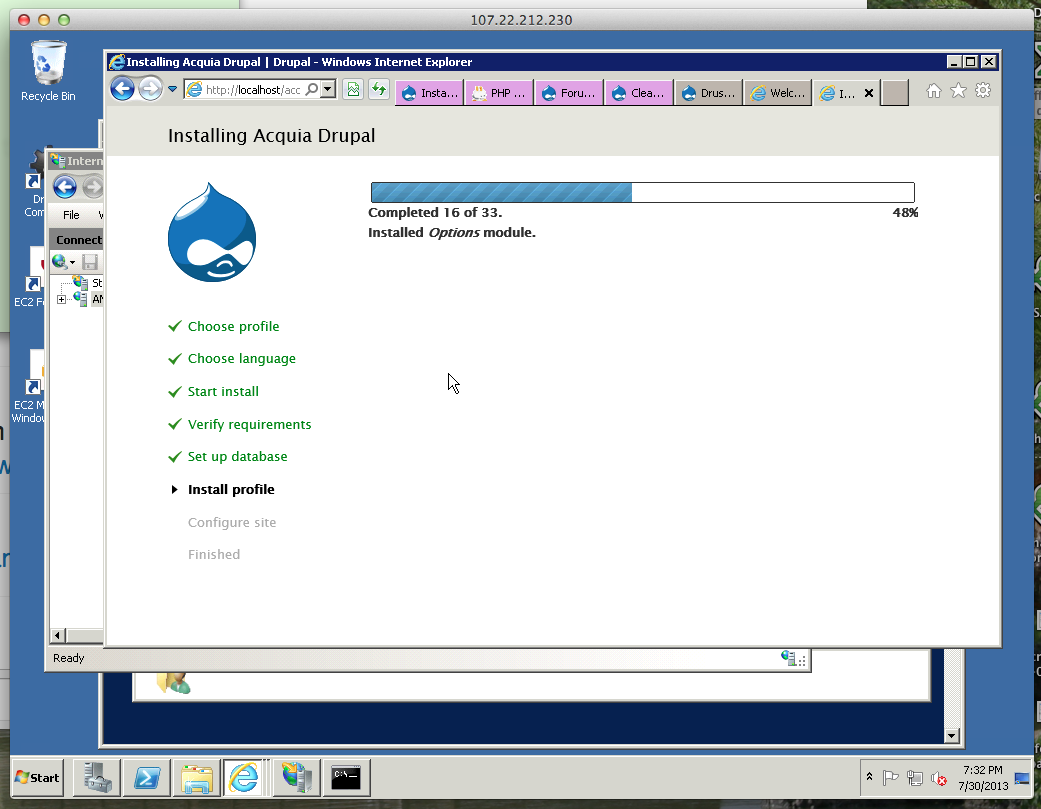 107.22.212.230
Recycle Bin
Installing Acquia Drupal | Drupal - Windows Internet Explorer
http://localhost/acc
Insta...
PHP ...
Foru...
Clea...
Drus...
Welc...
I...
Installing Acquia Drupal
Completed 16 of 33.
48%
Installed Options module.
Choose profile
Choose language
Start install
Verify requirements
Set up database
Install profile
Configure site
Finished
Intern
File
Connect
St
AM
Dr
Com
EC2 F
EC2 M
Window
Ready
Start
C:\_
7:32 PM
7/30/2013